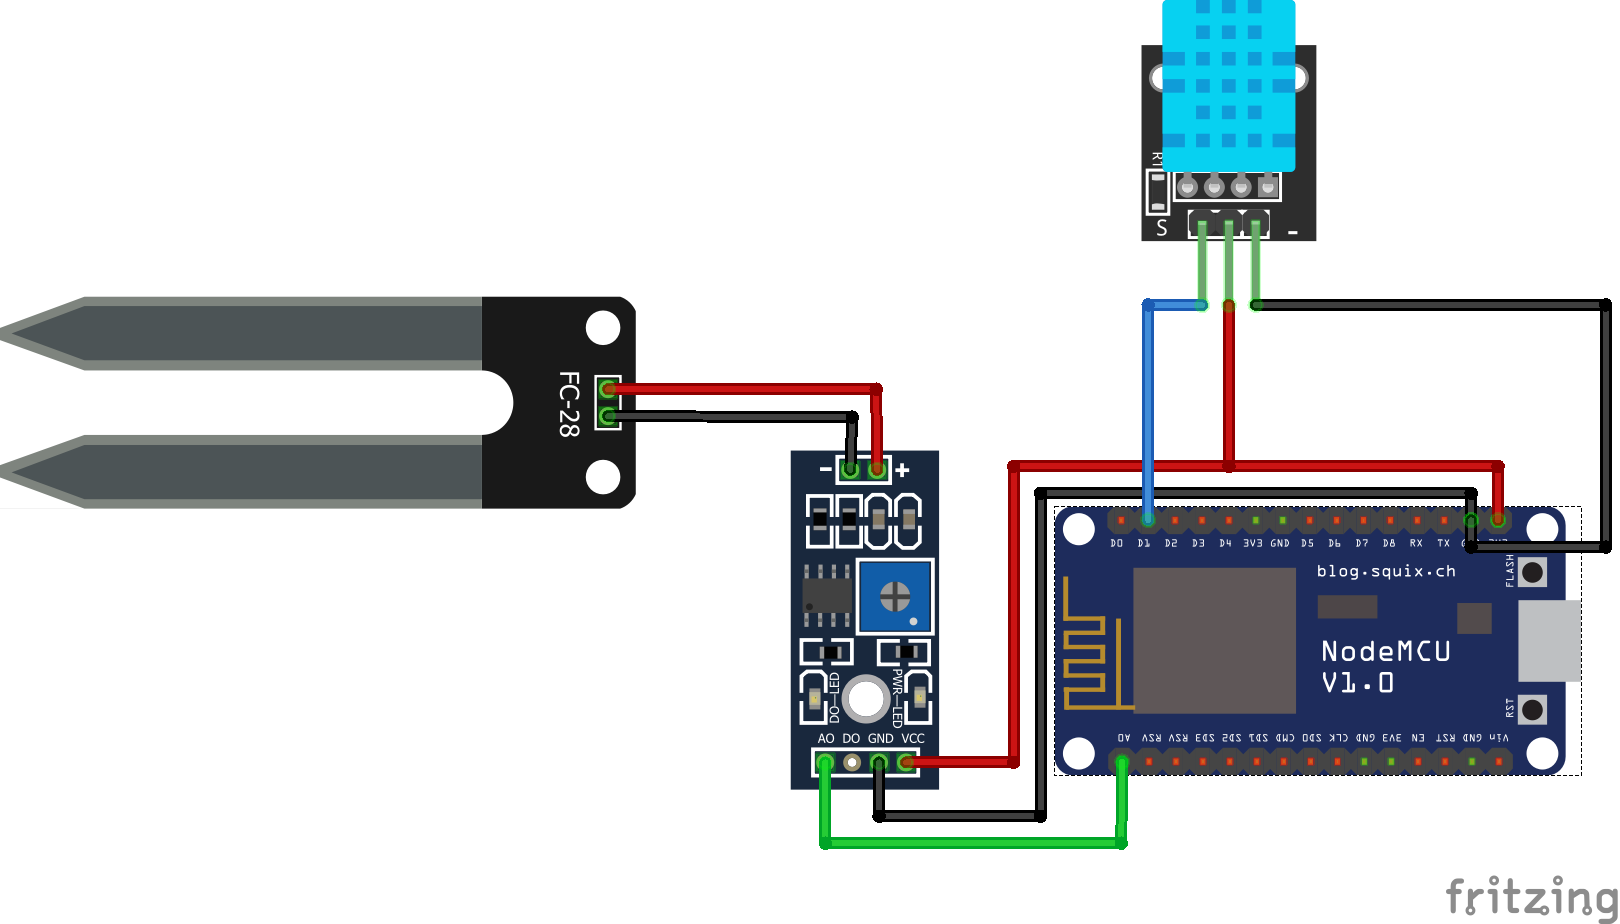 R1
S -
FC-28
- +
DO-LED
PWR-LED
AO DO GND VCC
D0 D1 D2 D3 D4 3V3 GND D5 D6 D7 D8 RX TX
FLASH
blog.squix.ch
NodeMCU
V1.0
RST
A0 RSV RSV SD3 SD2 SD1 CMD SD0 CLK GND 3V3 EN RST GND Vin
fritzing